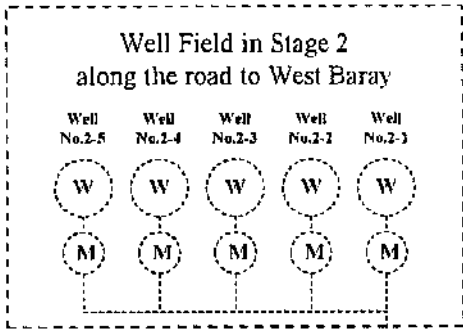 Well Field in Stage 2
along the road to West Baray
Well Well Well Well Well
No.2-5 No.2-4 No.2-3 No.2-2 No.2-1
W W W W W
M M M M M